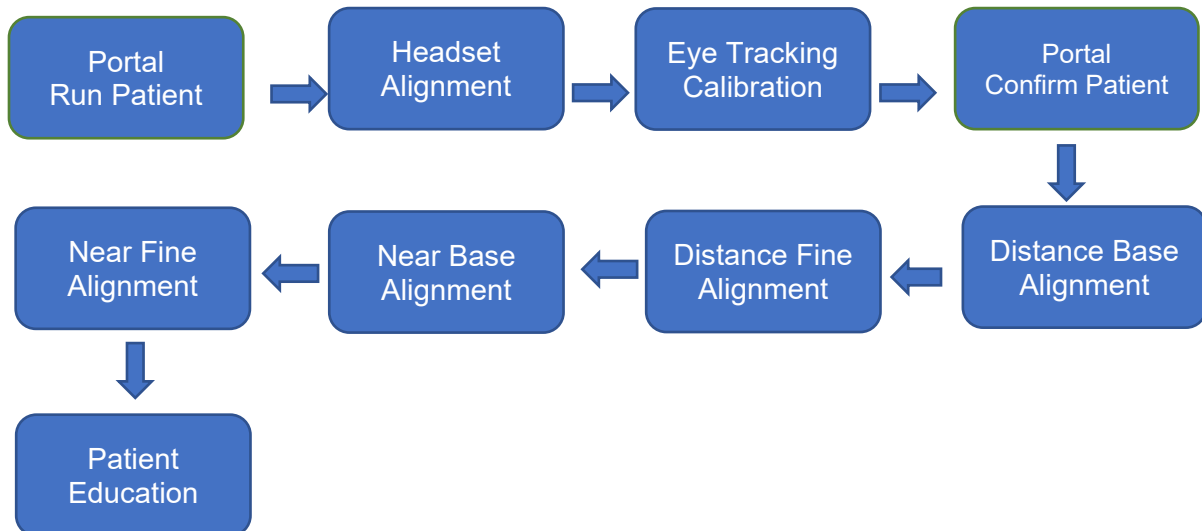 Portal
Run Patient
Headset
Alignment
Eye Tracking
Calibration
Portal
Confirm Patient
Distance Base
Alignment
Distance Fine
Alignment
Near Base
Alignment
Near Fine
Alignment
Patient
Education